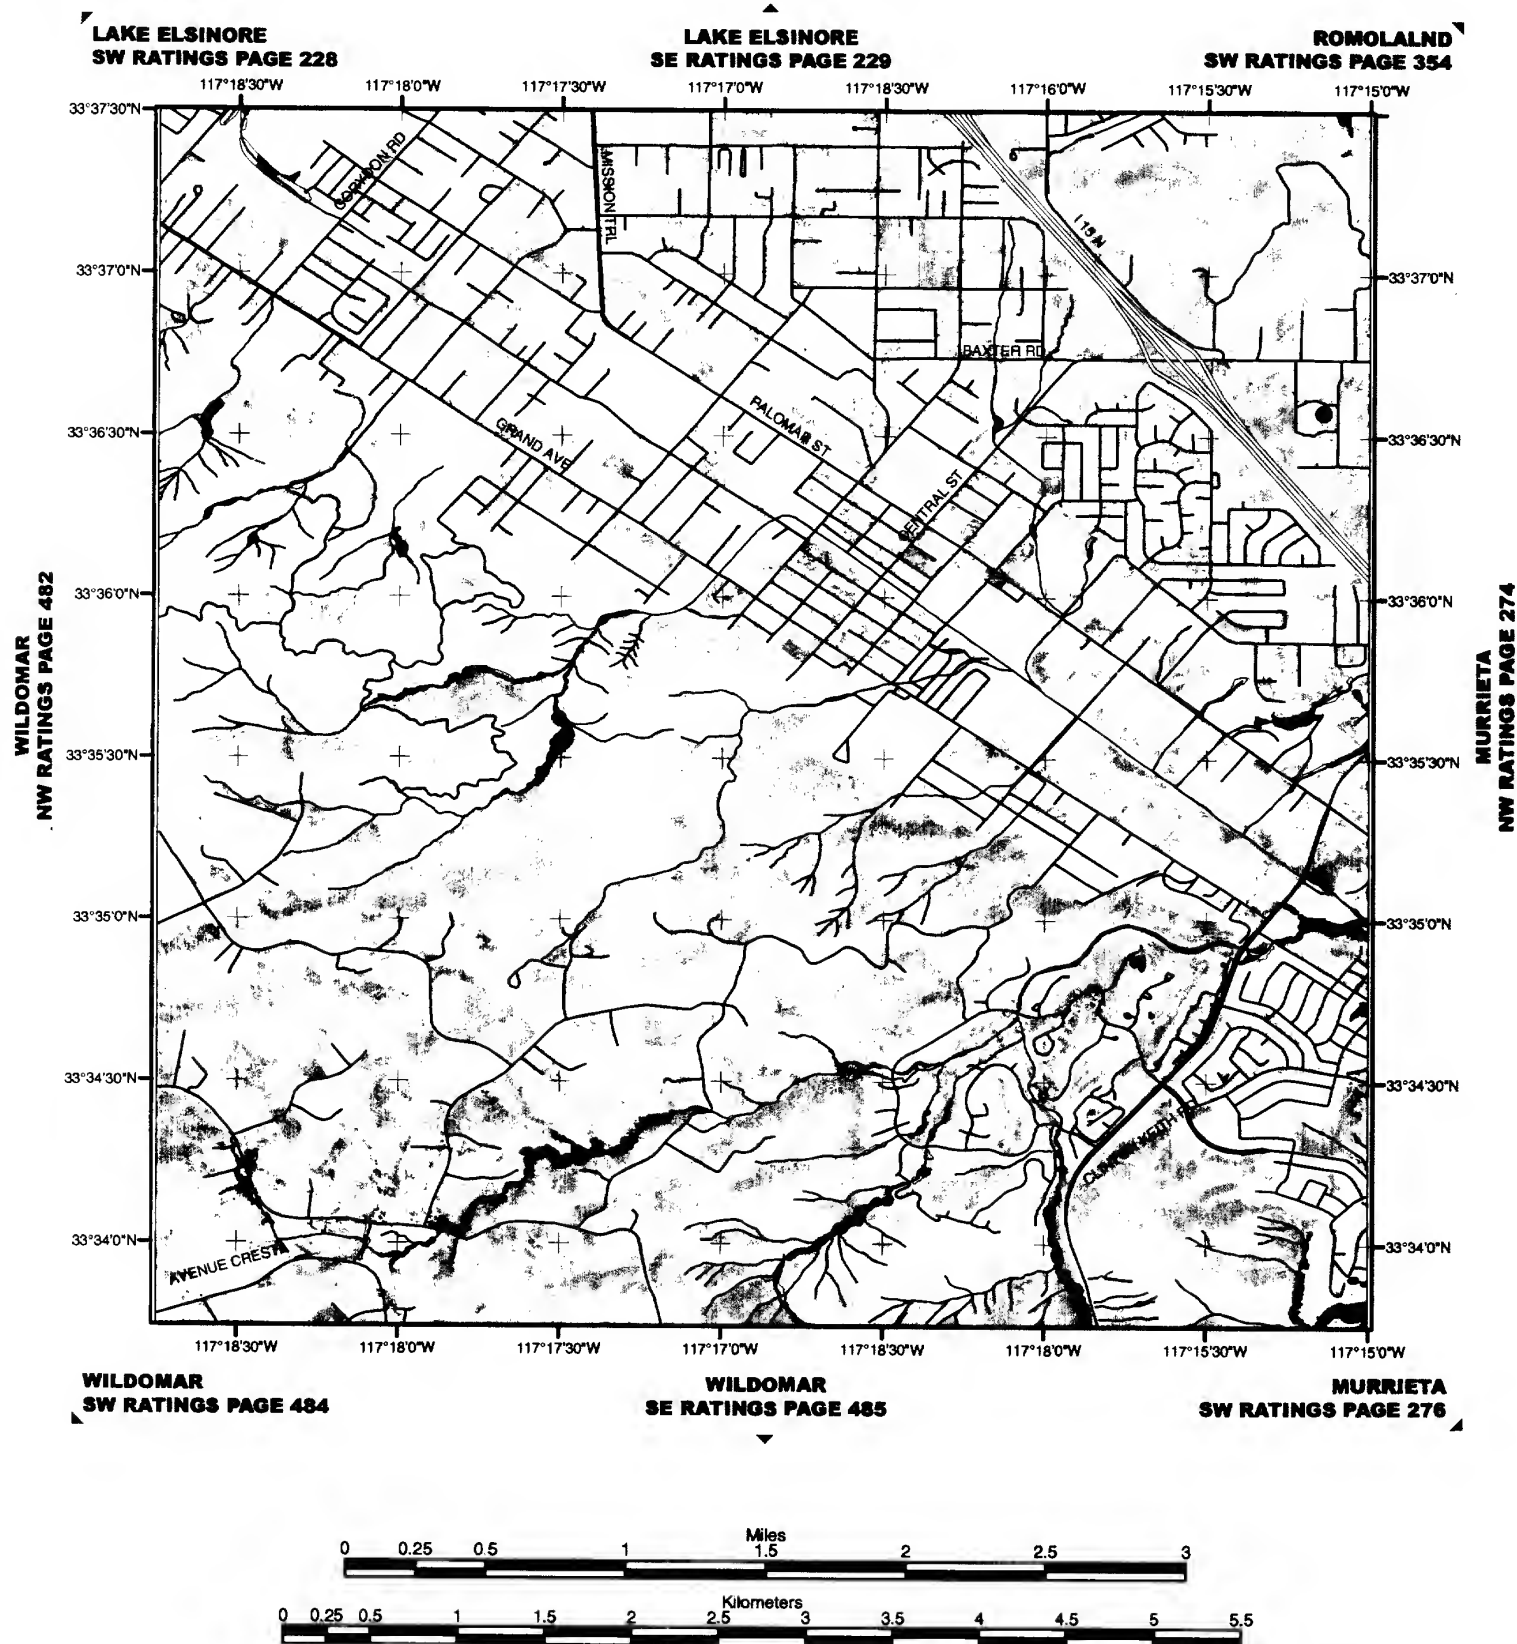 LAKE ELSINORE
SW RATINGS PAGE 228
LAKE ELSINORE
SE RATINGS PAGE 229
ROMOLALND
SW RATINGS PAGE 354
117°18'30"W
117°18'0"W
117°17'30"W
117°17'0"W
118°18'30"W
117°16'0"W
117°15'30"W
117°15'0"W
33°37'30"N
CORYDON RD
MISSION TRL
I 15 N
33°37'0"N
33°37'0"N
BAXTER RD
PALOMAR ST
33°36'30"N
GRAND AVE
33°36'30"N
CENTRAL ST
33°36'0"N
33°36'0"N
WILDOMAR
NW RATINGS PAGE 482
MURRIETA
NW RATINGS PAGE 274
33°35'30"N
33°35'30"N
33°35'0"N
33°35'0"N
33°34'30"N
33°34'30"N
CLINTON KEITH RD
33°34'0"N
33°34'0"N
AVENUE CRESTA
117°18'30"W
117°18'0"W
117°17'30"W
117°17'0"W
118°18'30"W
117°18'0"W
117°15'30"W
117°15'0"W
WILDOMAR
SW RATINGS PAGE 484
WILDOMAR
SE RATINGS PAGE 485
MURRIETA
SW RATINGS PAGE 276
Miles
0 0.25 0.5 1 1.5 2 2.5 3
Kilometers
0 0.25 0.5 1 1.5 2 2.5 3 3.5 4 4.5 5 5.5